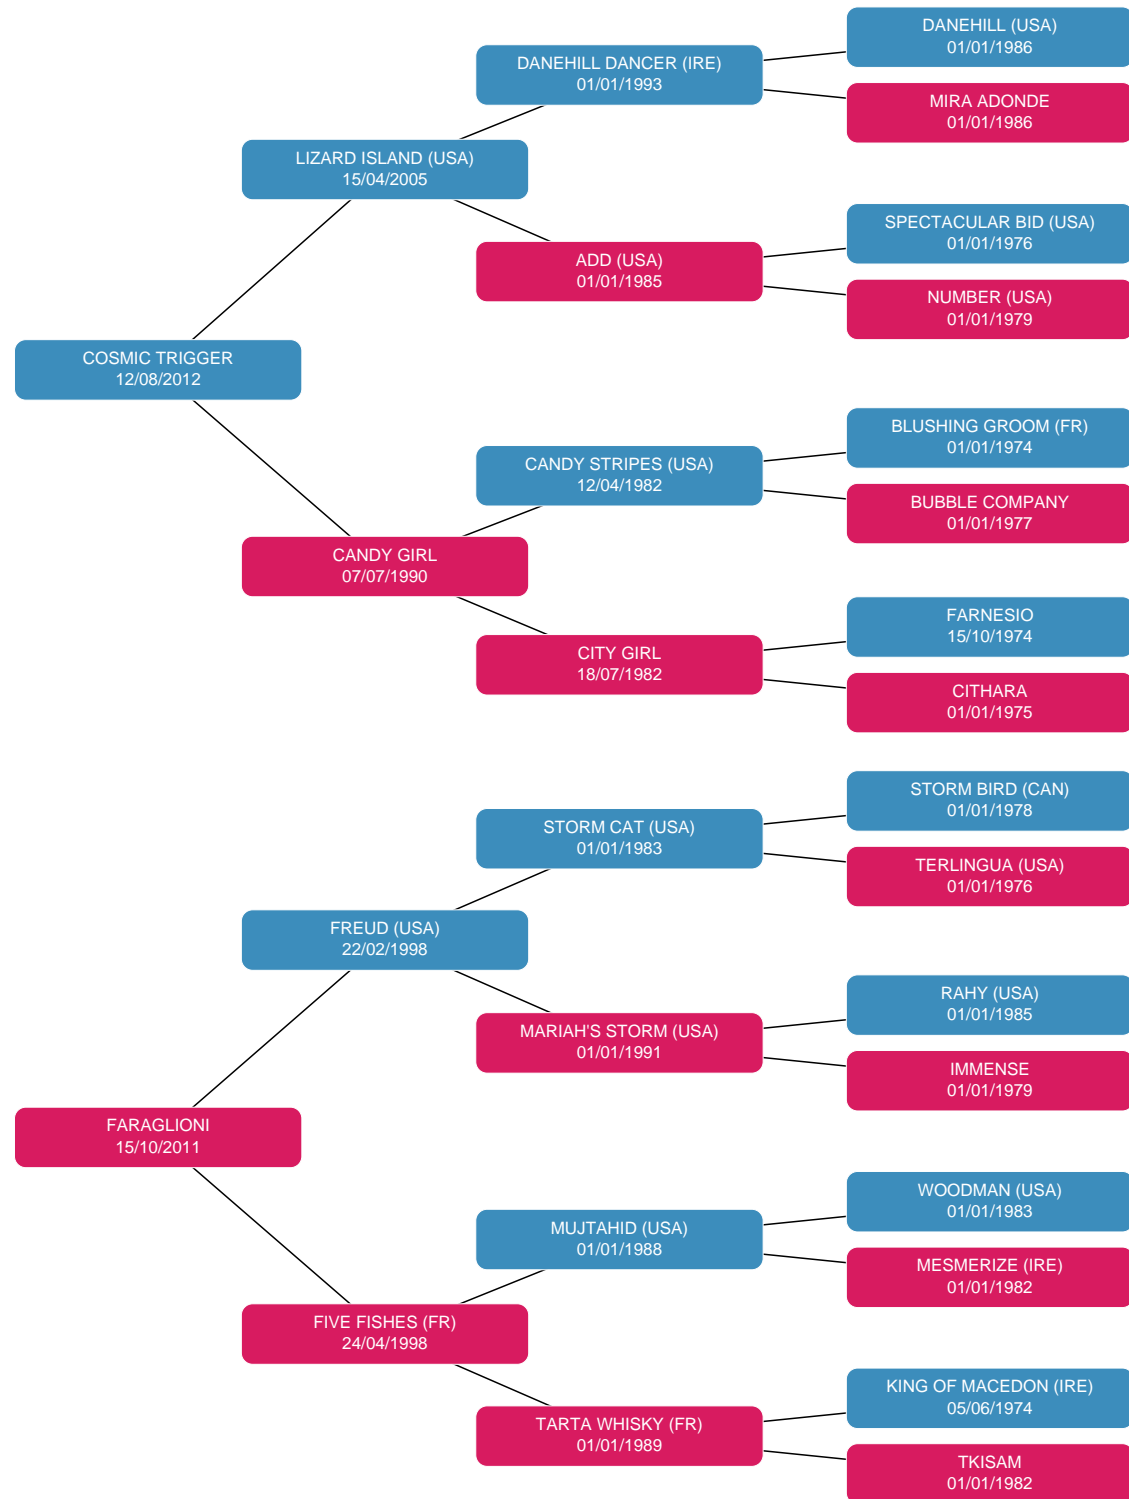 DANEHILL (USA)
01/01/1986
DANEHILL DANCER (IRE)
01/01/1993
MIRA ADONDE
01/01/1986
LIZARD ISLAND (USA)
15/04/2005
SPECTACULAR BID (USA)
01/01/1976
ADD (USA)
01/01/1985
NUMBER (USA)
01/01/1979
COSMIC TRIGGER
12/08/2012
BLUSHING GROOM (FR)
01/01/1974
CANDY STRIPES (USA)
12/04/1982
BUBBLE COMPANY
01/01/1977
CANDY GIRL
07/07/1990
FARNESIO
15/10/1974
CITY GIRL
18/07/1982
CITHARA
01/01/1975
STORM BIRD (CAN)
01/01/1978
STORM CAT (USA)
01/01/1983
TERLINGUA (USA)
01/01/1976
FREUD (USA)
22/02/1998
RAHY (USA)
01/01/1985
MARIAH'S STORM (USA)
01/01/1991
IMMENSE
01/01/1979
FARAGLIONI
15/10/2011
WOODMAN (USA)
01/01/1983
MUJTAHID (USA)
01/01/1988
MESMERIZE (IRE)
01/01/1982
FIVE FISHES (FR)
24/04/1998
KING OF MACEDON (IRE)
05/06/1974
TARTA WHISKY (FR)
01/01/1989
TKISAM
01/01/1982